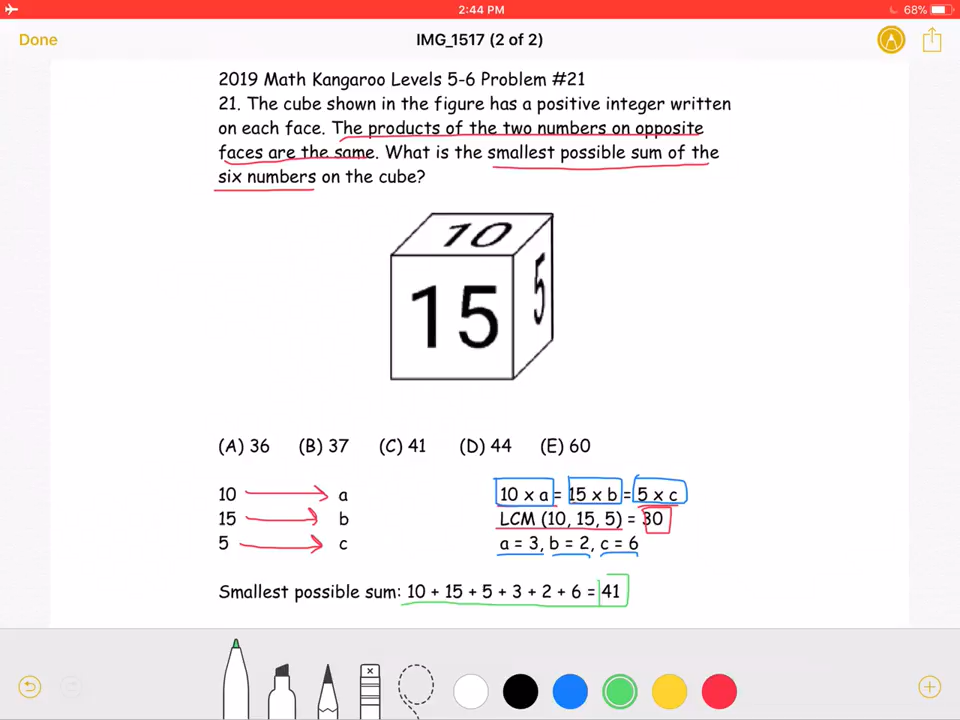 2:44 PM
68%
Done
IMG_1517 (2 of 2)
2019 Math Kangaroo Levels 5-6 Problem #21
21. The cube shown in the figure has a positive integer written
on each face. The products of the two numbers on opposite
faces are the same. What is the smallest possible sum of the
six numbers on the cube?
10
15
5
(A) 36 (B) 37 (C) 41 (D) 44 (E) 60
10 a 10 x a = 15 x b = 5 x c
15 b LCM (10, 15, 5) = 30
5 c a = 3, b = 2, c = 6
Smallest possible sum: 10 + 15 + 5 + 3 + 2 + 6 = 41